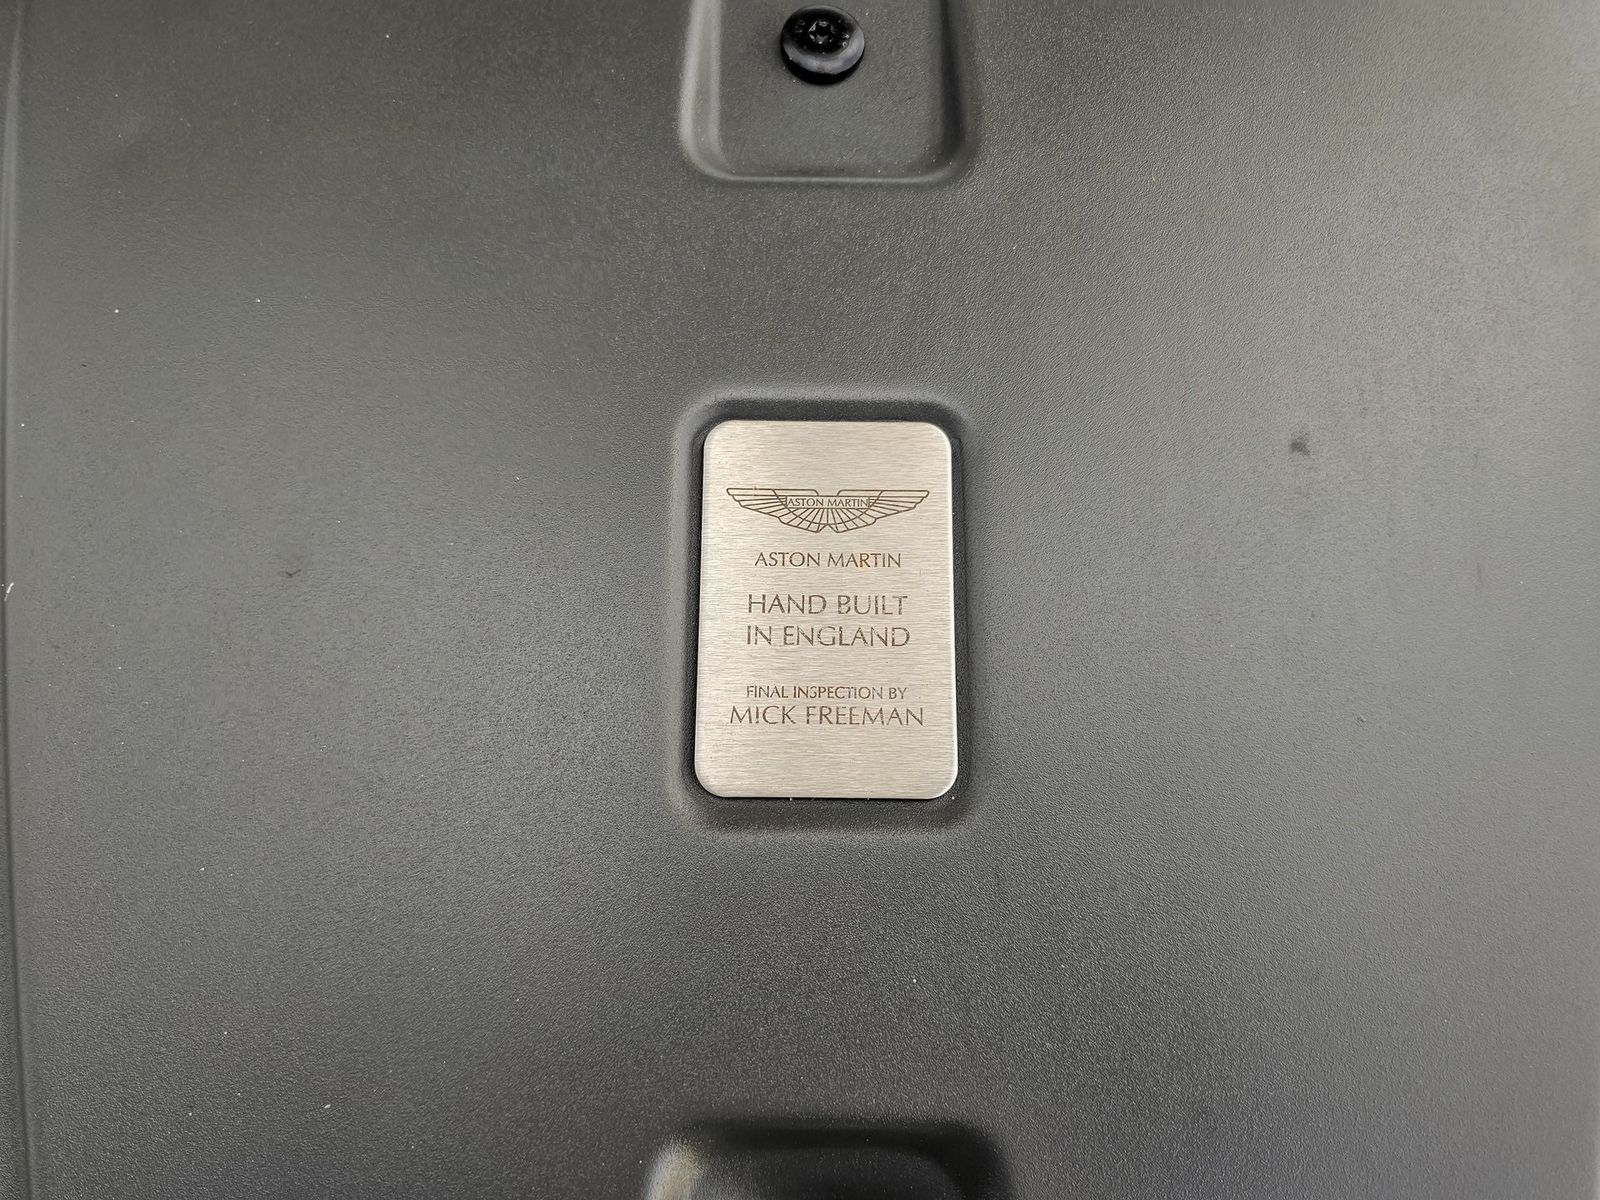 ASTON MARTIN
ASTON MARTIN
HAND BUILT
IN ENGLAND
FINAL INSPECTION BY
MICK FREEMAN